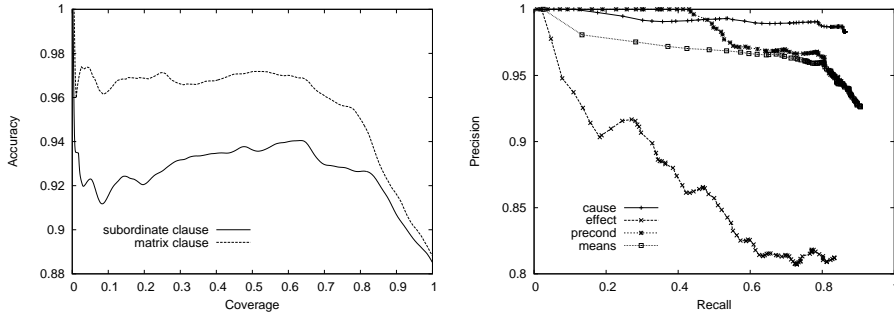 1
0.98
0.96
0.94
0.92
0.9
0.88
Accuracy
0 0.1 0.2 0.3 0.4 0.5 0.6 0.7 0.8 0.9 1
Coverage
subordinate clause
matrix clause
1
0.95
0.9
0.85
0.8
Precision
0 0.2 0.4 0.6 0.8 1
Recall
cause
effect
precond
means